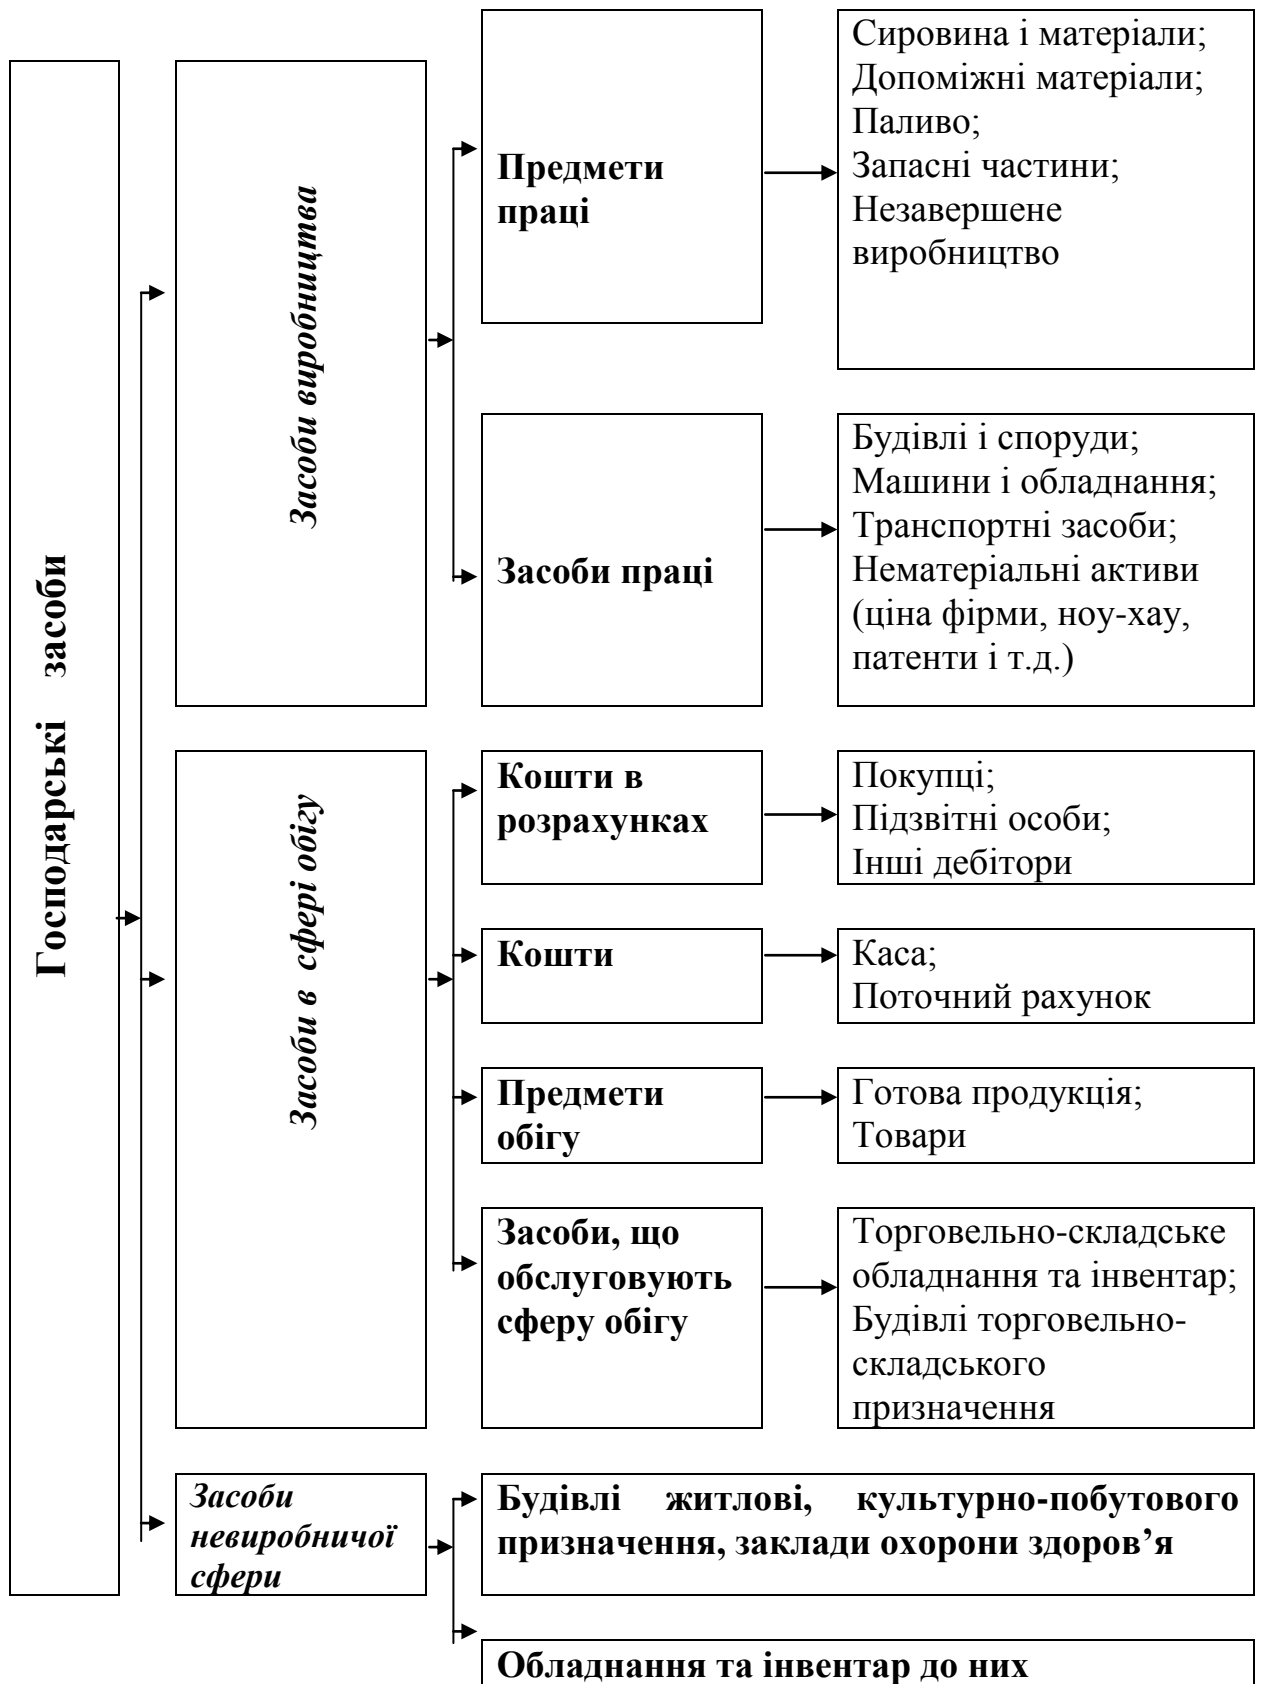 Господарські засоби
Засоби виробництва
Предмети
праці
Сировина і матеріали;
Допоміжні матеріали;
Паливо;
Запасні частини;
Незавершене
виробництво
Засоби праці
Будівлі і споруди;
Машини і обладнання;
Транспортні засоби;
Нематеріальні активи
(ціна фірми, ноу-хау,
патенти і т.д.)
Засоби в сфері обігу
Кошти в
розрахунках
Покупці;
Підзвітні особи;
Інші дебітори
Кошти
Каса;
Поточний рахунок
Предмети
обігу
Готова продукція;
Товари
Засоби, що
обслуговують
сферу обігу
Торговельно-складське
обладнання та інвентар;
Будівлі торговельно-
складського
призначення
Засоби
невиробничої
сфери
Будівлі житлові, культурно-побутового
призначення, заклади охорони здоров’я
Обладнання та інвентар до них